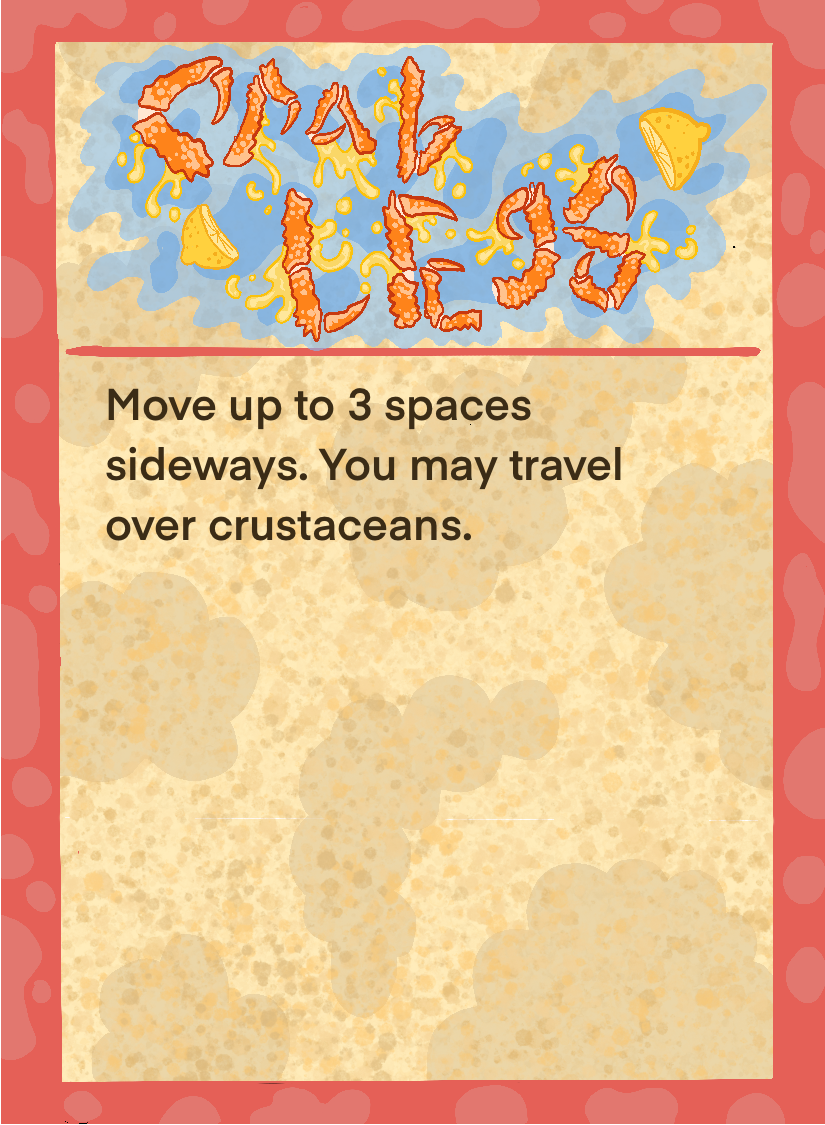 Crab
LEgs
Move up to 3 spaces
sideways. You may travel
over crustaceans.